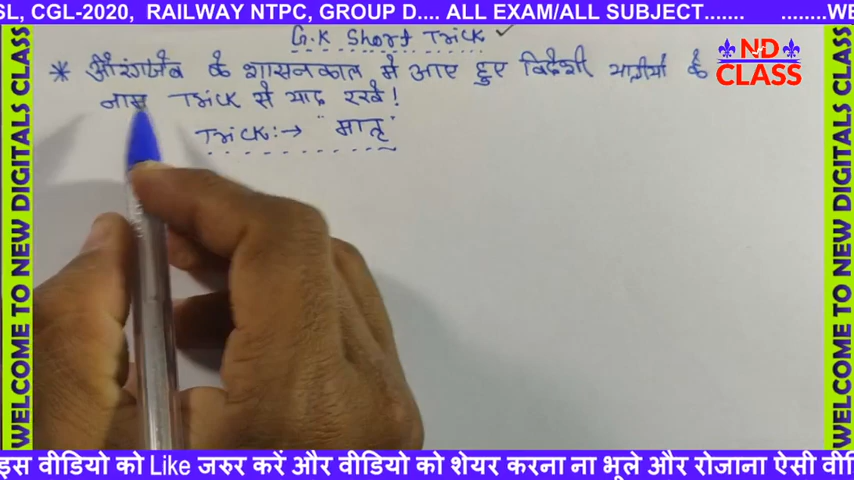 SL, CGL-2020, RAILWAY NTPC, GROUP D.... ALL EXAM/ALL SUBJECT....... ........WE
G.K Short Trick ✓
* औरंगजेब के शासनकाल मे आए हुए विदेशी यात्रीयो के
नाम Trick से याद रखे!
Trick:→ "मातृ"
ND
CLASS
WELCOME TO NEW DIGITALS CLASS
WELCOME TO NEW DIGITALS CLASS
इस वीडियो को Like जरुर करें और वीडियो को शेयर करना ना भूले और रोजाना ऐसी वी